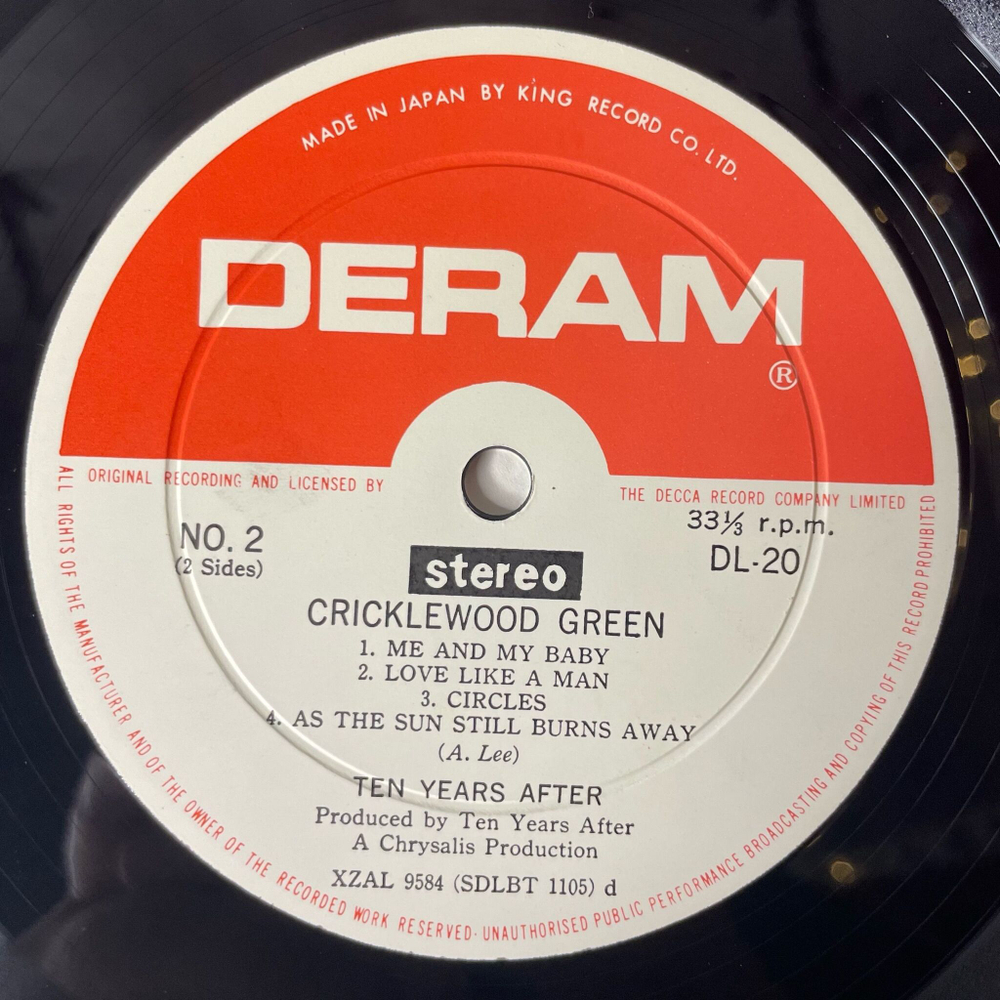 MADE IN JAPAN BY KING RECORD CO. LTD.
DERAM
®
ORIGINAL RECORDING AND LICENSED BY
THE DECCA RECORD COMPANY LIMITED
NO. 2
(2 Sides)
33⅓ r.p.m.
DL-20
stereo
CRICKLEWOOD GREEN
1. ME AND MY BABY
2. LOVE LIKE A MAN
3. CIRCLES
4. AS THE SUN STILL BURNS AWAY
(A. Lee)
TEN YEARS AFTER
Produced by Ten Years After
A Chrysalis Production
XZAL 9584 (SDLBT 1105) d
ALL RIGHTS OF THE MANUFACTURER AND OF THE OWNER OF THE RECORDED WORK RESERVED· UNAUTHORISED PUBLIC PERFORMANCE BROADCASTING AND COPYING OF THIS RECORD PROHIBITED